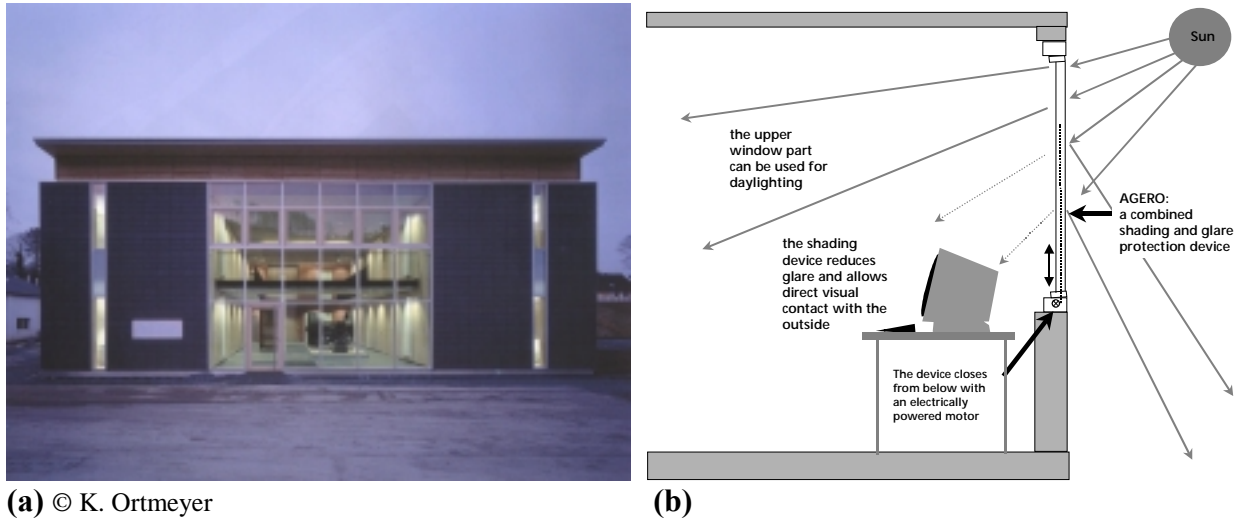 Sun
the upper
window part
can be used for
daylighting
AGERO:
a combined
shading and glare
protection device
the shading
device reduces
glare and allows
direct visual
contact with the
outside
The device closes
from below with
an electrically
powered motor
(a) © K. Ortmeyer
(b)